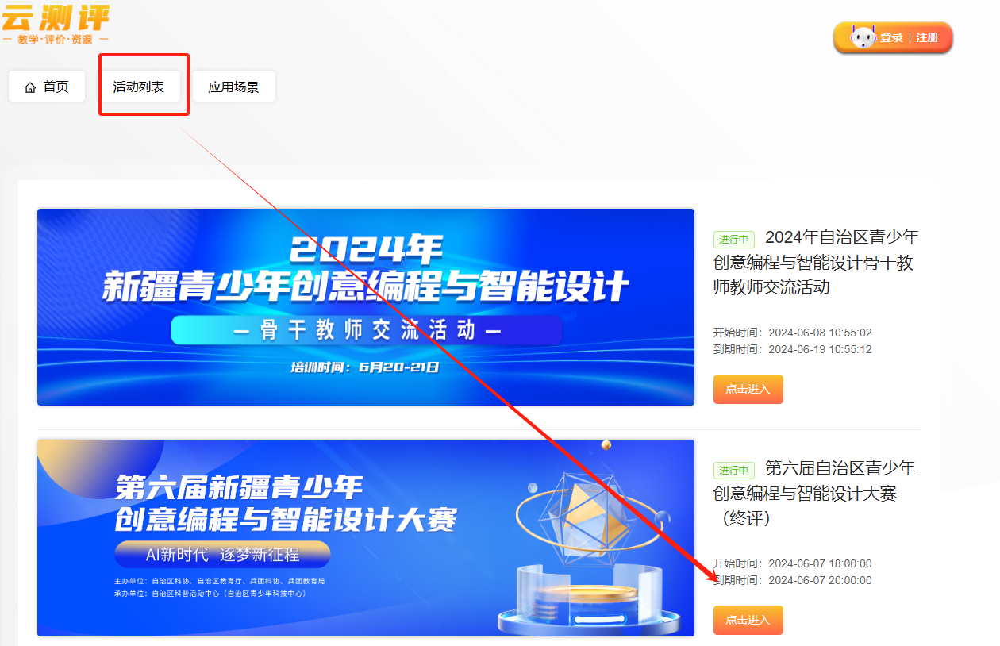 云测评
教学·评价·资源
登录 | 注册
首页
活动列表
应用场景
2024年
新疆青少年创意编程与智能设计
骨干教师交流活动
培训时间：6月20-21日
进行中 2024年自治区青少年
创意编程与智能设计骨干教
师教师交流活动
开始时间：2024-06-08 10:55:02
到期时间：2024-06-19 10:55:12
点击进入
第六届新疆青少年
创意编程与智能设计大赛
AI新时代 逐梦新征程
主办单位：自治区科协、自治区教育厅、兵团科协、兵团教育局
承办单位：自治区科普活动中心（自治区青少年科技中心）
进行中 第六届自治区青少年
创意编程与智能设计大赛
（终评）
开始时间：2024-06-07 18:00:00
到期时间：2024-06-07 20:00:00
点击进入